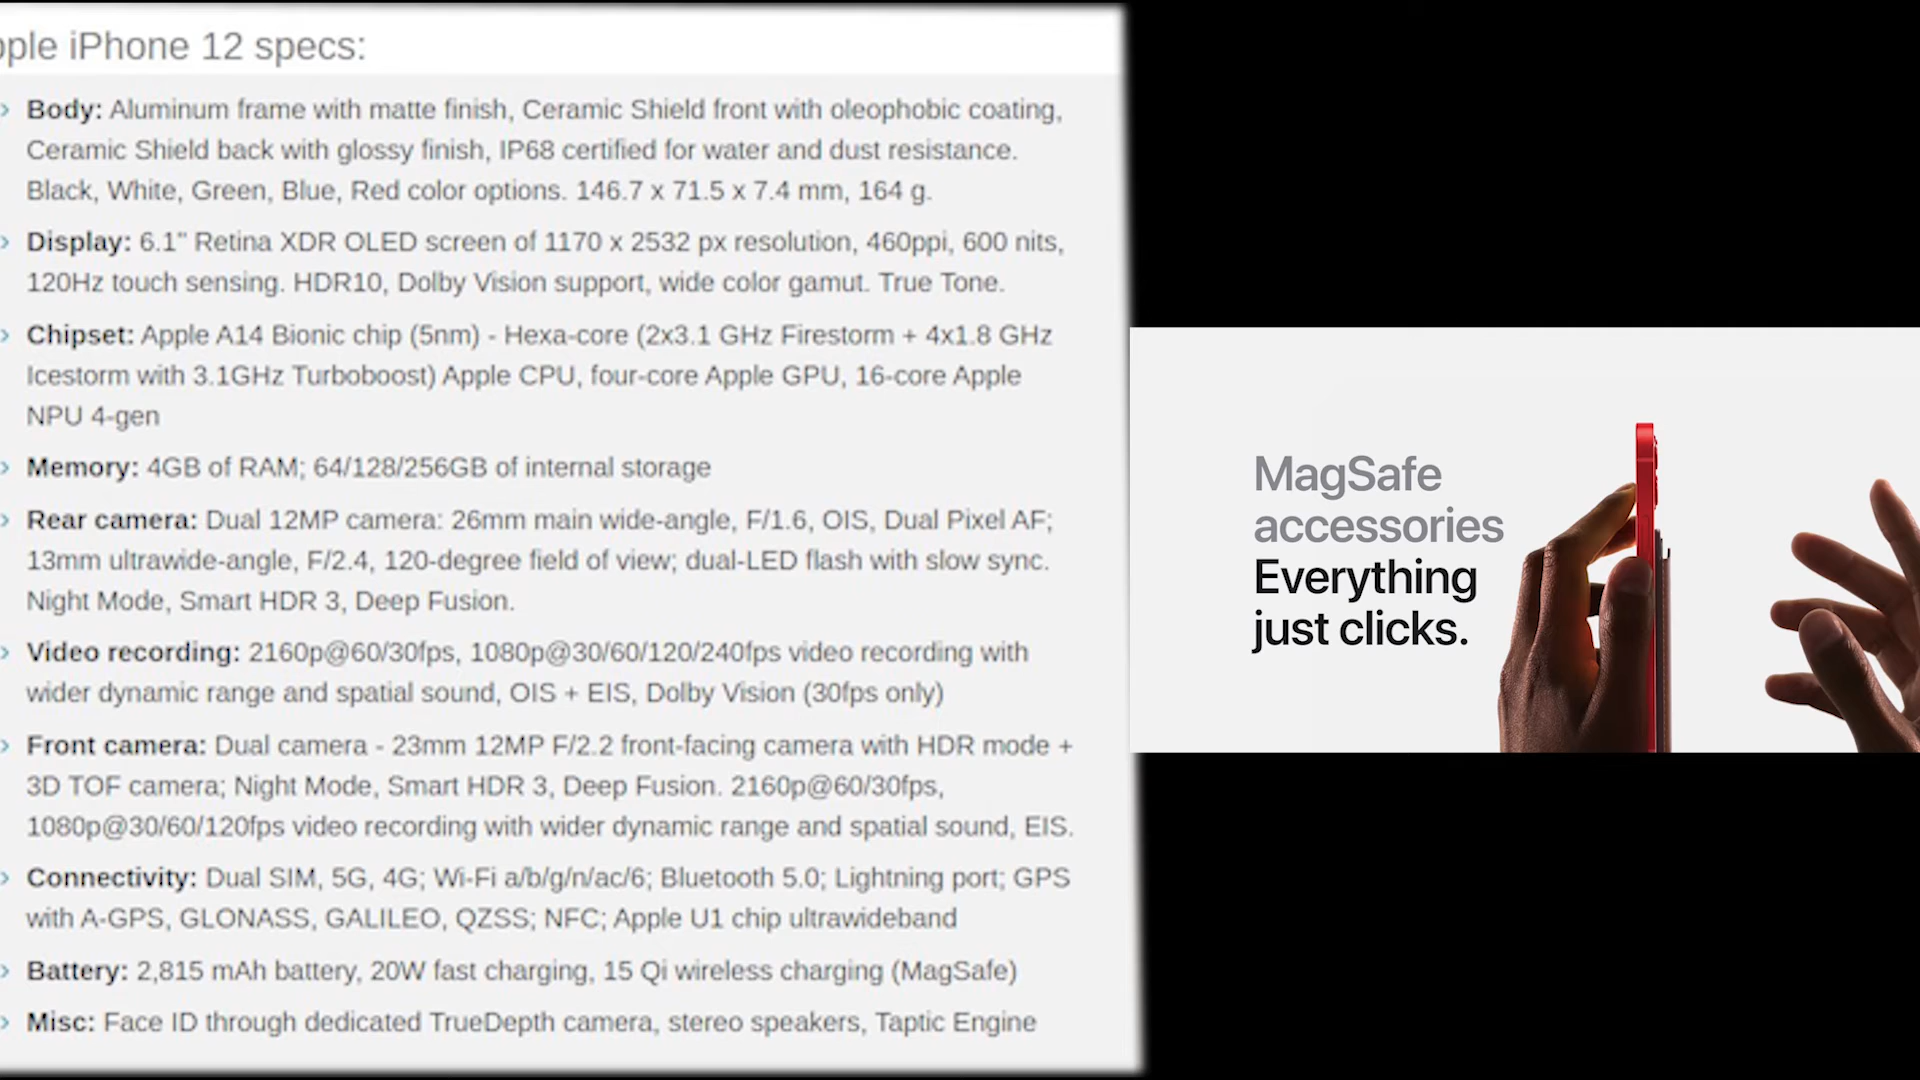 pple iPhone 12 specs:
Body: Aluminum frame with matte finish, Ceramic Shield front with oleophobic coating,
Ceramic Shield back with glossy finish, IP68 certified for water and dust resistance.
Black, White, Green, Blue, Red color options. 146.7 x 71.5 x 7.4 mm, 164 g.
Display: 6.1" Retina XDR OLED screen of 1170 x 2532 px resolution, 460ppi, 600 nits,
120Hz touch sensing. HDR10, Dolby Vision support, wide color gamut. True Tone.
Chipset: Apple A14 Bionic chip (5nm) - Hexa-core (2x3.1 GHz Firestorm + 4x1.8 GHz
Icestorm with 3.1GHz Turboboost) Apple CPU, four-core Apple GPU, 16-core Apple
NPU 4-gen
Memory: 4GB of RAM; 64/128/256GB of internal storage
Rear camera: Dual 12MP camera: 26mm main wide-angle, F/1.6, OIS, Dual Pixel AF;
13mm ultrawide-angle, F/2.4, 120-degree field of view; dual-LED flash with slow sync.
Night Mode, Smart HDR 3, Deep Fusion.
Video recording: 2160p@60/30fps, 1080p@30/60/120/240fps video recording with
wider dynamic range and spatial sound, OIS + EIS, Dolby Vision (30fps only)
Front camera: Dual camera - 23mm 12MP F/2.2 front-facing camera with HDR mode +
3D TOF camera; Night Mode, Smart HDR 3, Deep Fusion. 2160p@60/30fps,
1080p@30/60/120fps video recording with wider dynamic range and spatial sound, EIS.
Connectivity: Dual SIM, 5G, 4G; Wi-Fi a/b/g/n/ac/6; Bluetooth 5.0; Lightning port; GPS
with A-GPS, GLONASS, GALILEO, QZSS; NFC; Apple U1 chip ultrawideband
Battery: 2,815 mAh battery, 20W fast charging, 15 Qi wireless charging (MagSafe)
Misc: Face ID through dedicated TrueDepth camera, stereo speakers, Taptic Engine
MagSafe
accessories
Everything
just clicks.